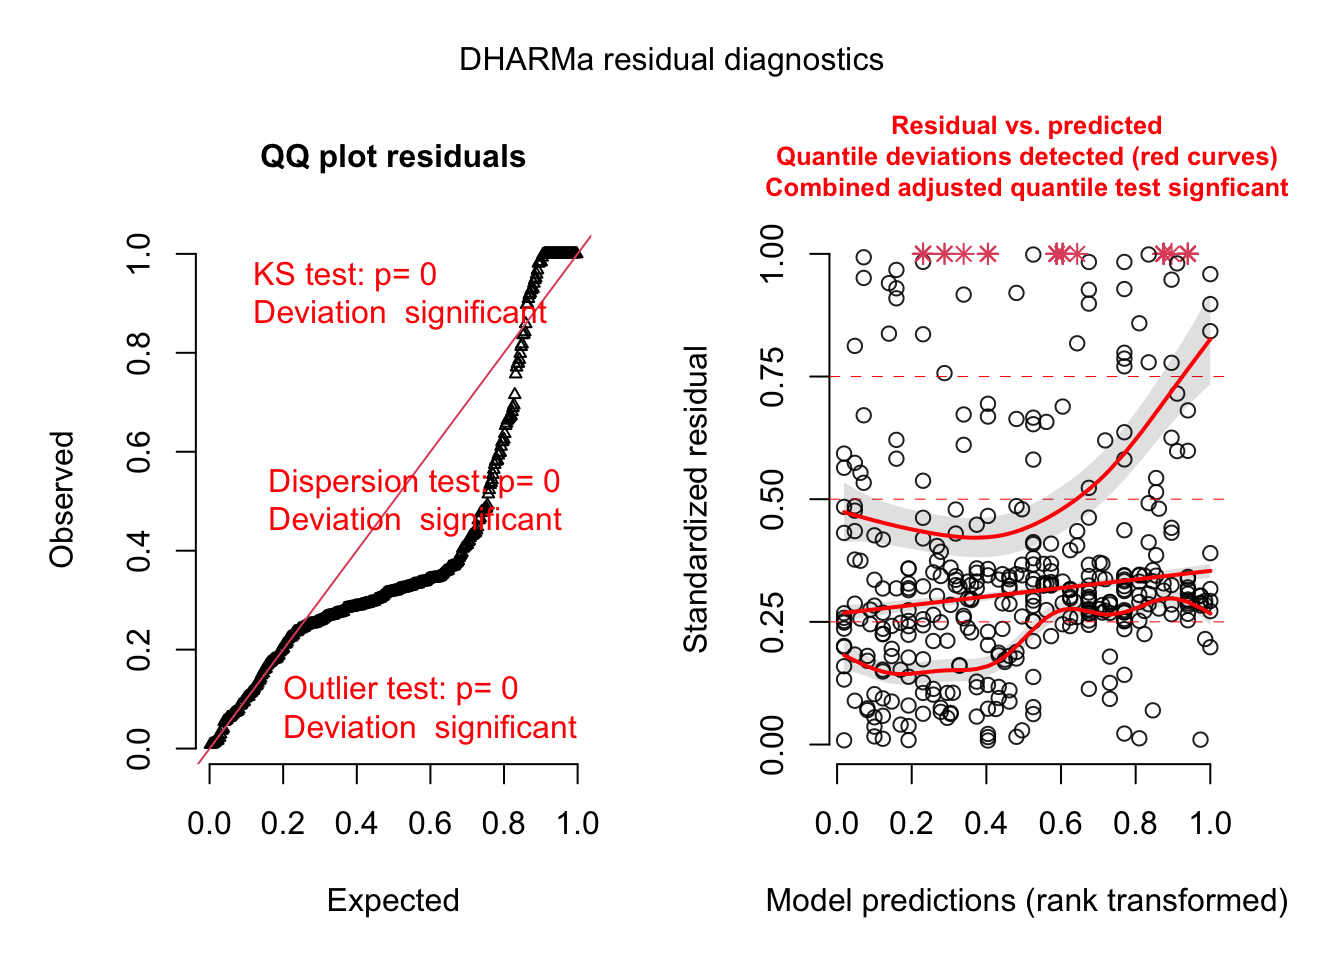 DHARMa residual diagnostics
QQ plot residuals
KS test: p= 0
Deviation  significant
Dispersion test: p= 0
Deviation  significant
Outlier test: p= 0
Deviation  significant
Observed
0.0
0.2
0.4
0.6
0.8
1.0
0.0 0.2 0.4 0.6 0.8 1.0
Expected
Residual vs. predicted
Quantile deviations detected (red curves)
Combined adjusted quantile test signficant
Standardized residual
0.00
0.25
0.50
0.75
1.00
0.0 0.2 0.4 0.6 0.8 1.0
Model predictions (rank transformed)